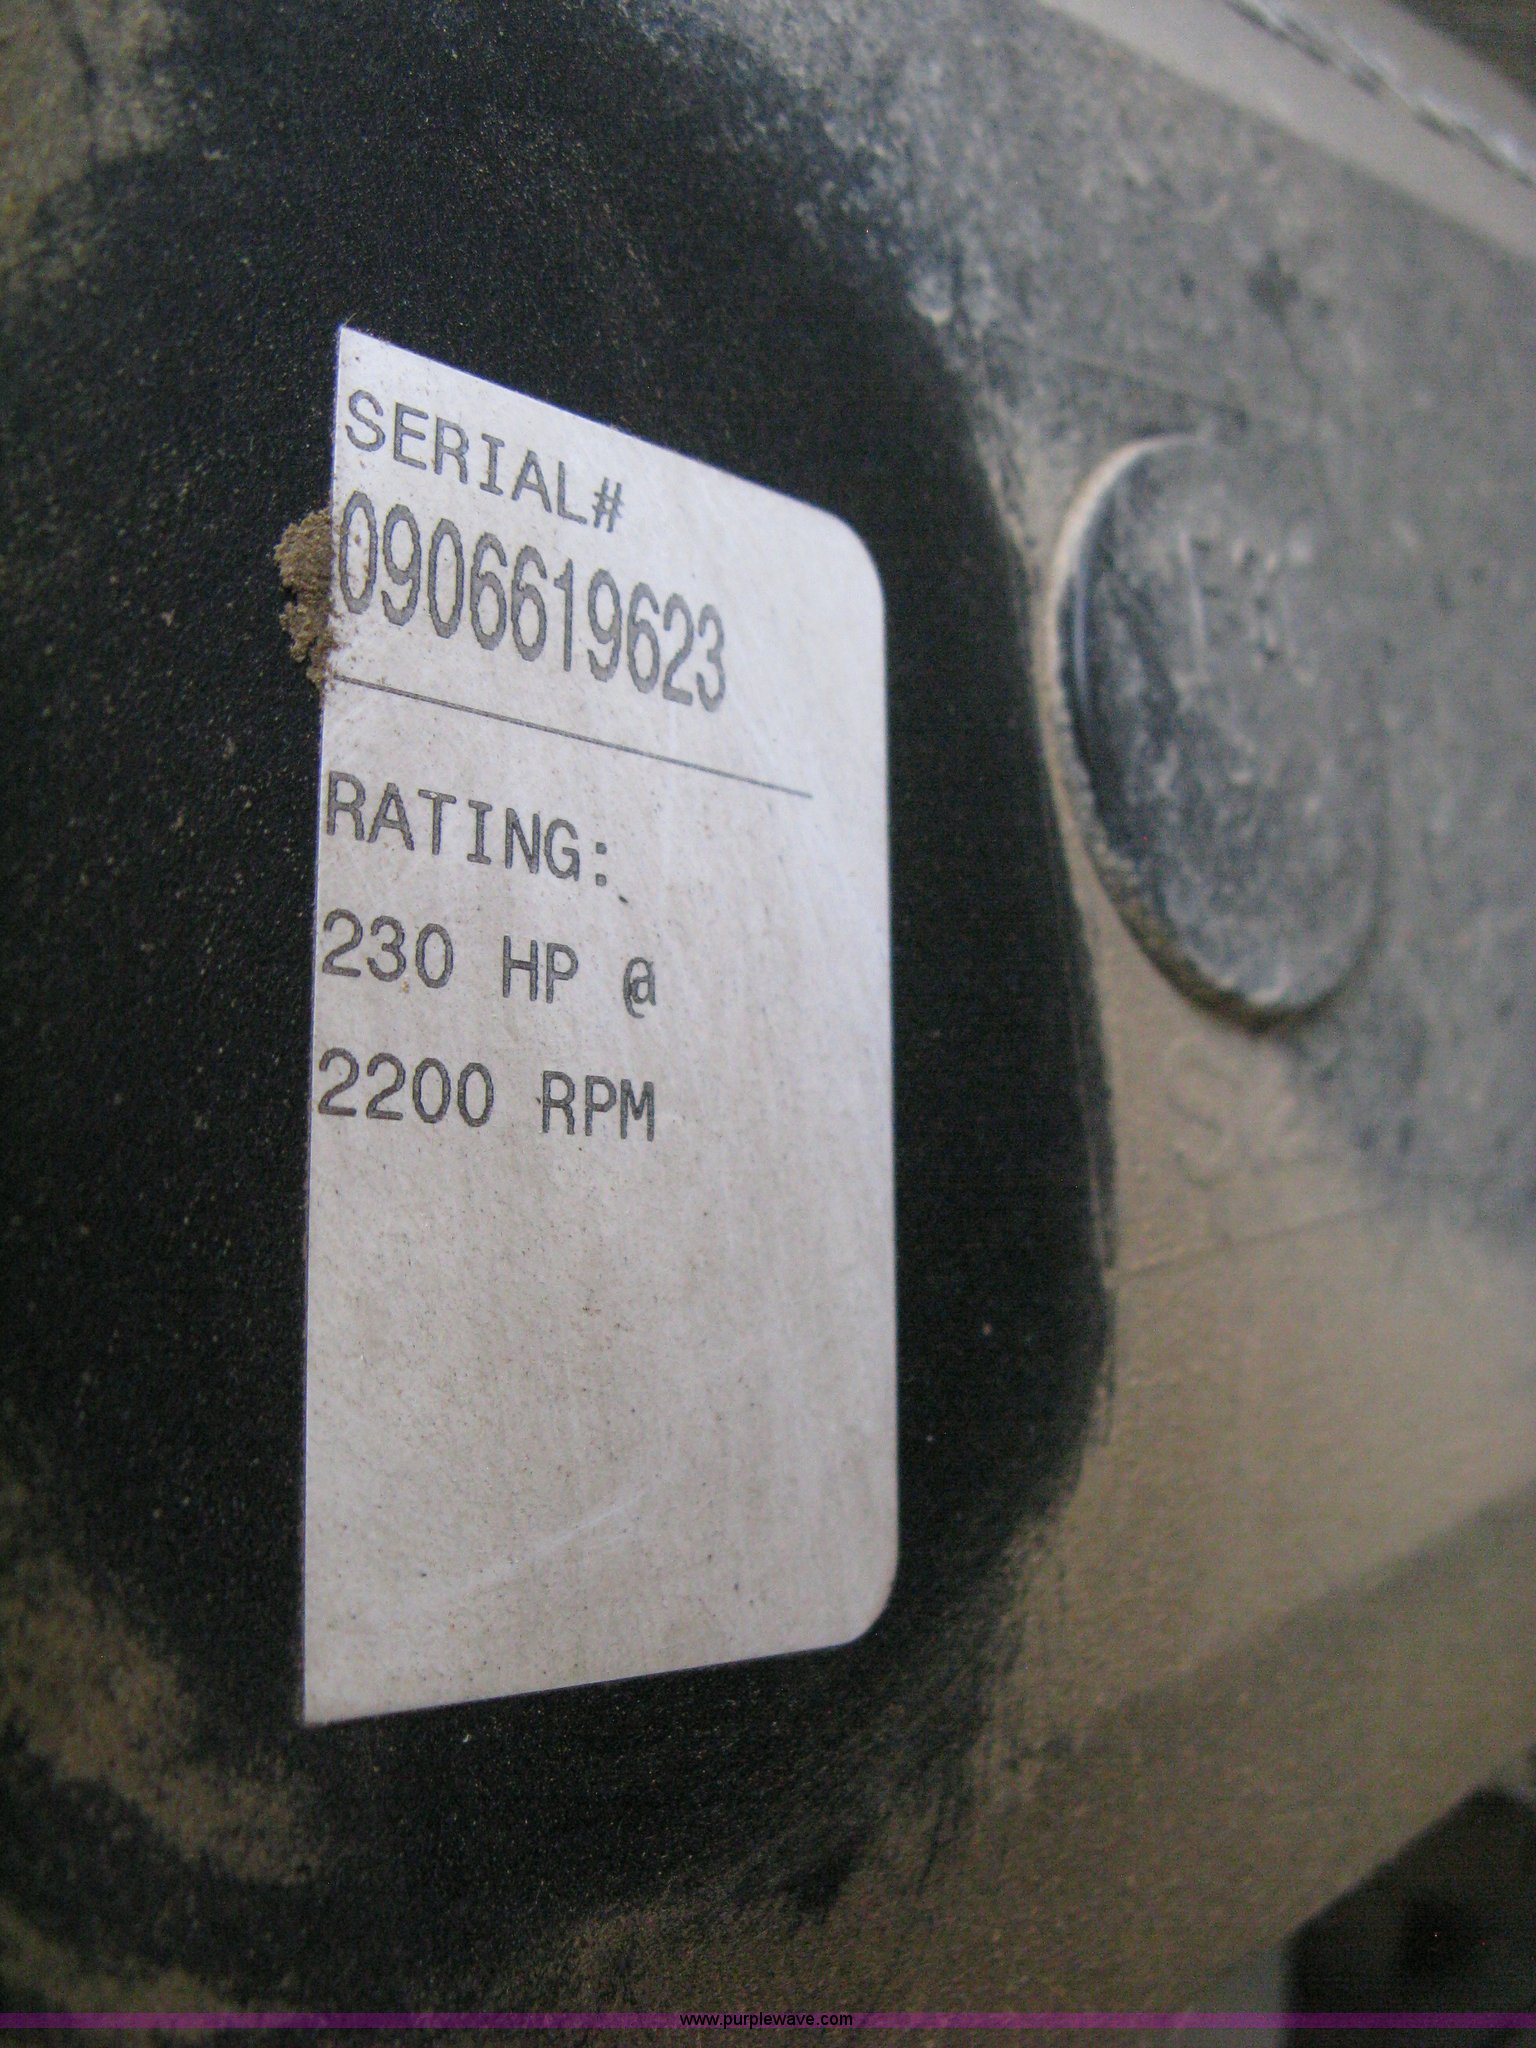 SERIAL#
0906619623
RATING:
230 HP @
2200 RPM
www.purplewave.com